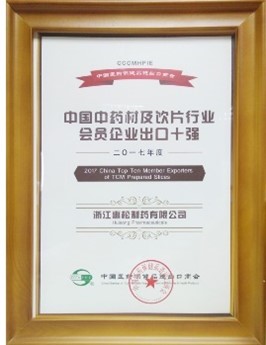 CCCMHPIE
中国医药保健品进出口商会
中国中药材及饮片行业
会员企业出口十强
二〇一七年度
2017 China Top Ten Member Exporters
of TCM Prepared Slices
浙江惠松制药有限公司
Huisong Pharmaceuticals
中国医药保健品进出口商会